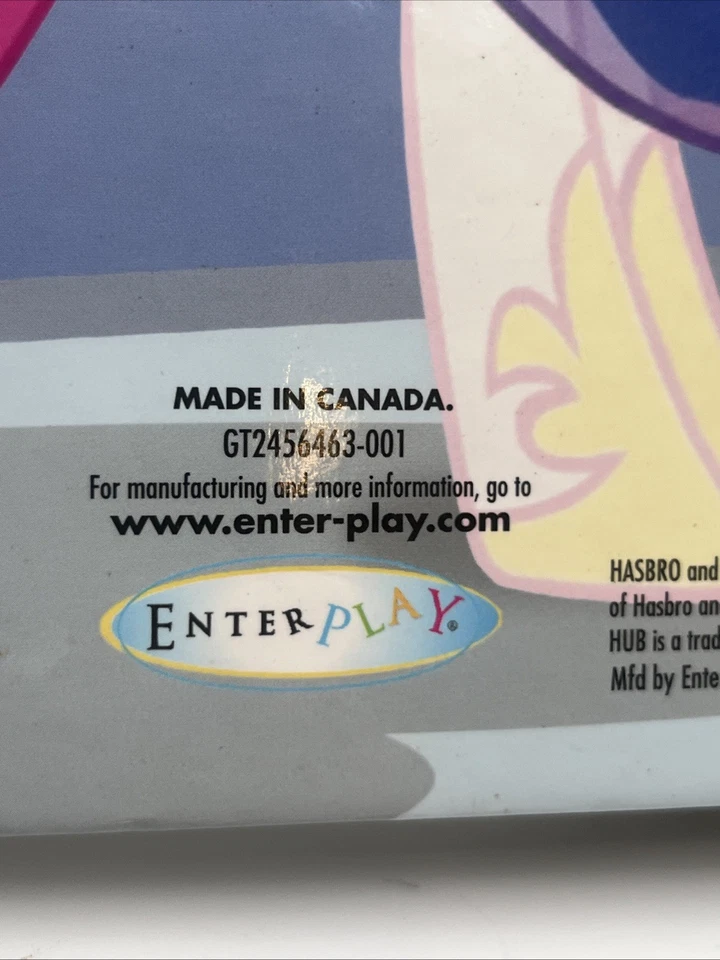 MADE IN CANADA.
GT2456463-001
For manufacturing and more information, go to
www.enter-play.com
ENTERPLAY®
HASBRO and
of Hasbro an
HUB is a trad
Mfd by Ente